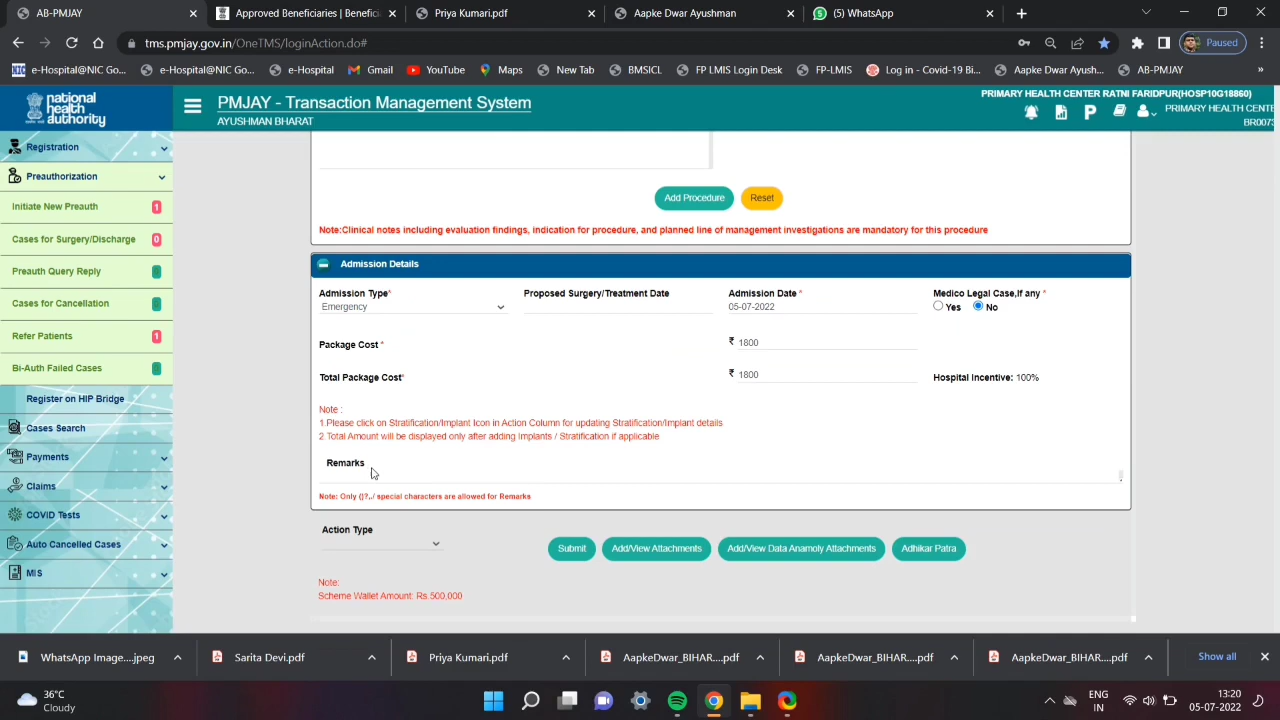 AB-PMJAY
Approved Application | Benefici
Priya Kumari.pdf
Aapke Dwar Ayushman
(5) WhatsApp
tms.pmjay.gov.in/OneTMS/loginAction.do#
Paused
e-Hospital@NIC Go...
e-Hospital@NIC Go...
e-Hospital
Gmail
YouTube
Maps
New Tab
BMSICL
FP LMIS Login Desk
FP-LMIS
Log in - Covid-19 Bi...
Aapke Dwar Ayush...
AB-PMJAY
»
national
health
authority
PMJAY - Transaction Management System
AYUSHMAN BHARAT
PRIMARY HEALTH CENTER RATNI FARIDPUR(HOSP10G18860)
PRIMARY HEALTH CENTE
BR0073
Registration
Preauthorization
Initiate New Preauth 1
Cases for Surgery/Discharge 0
Preauth Query Reply
Cases for Cancellation
Refer Patients 1
Bi-Auth Failed Cases
Register on HIP Bridge
Cases Search
Payments
Claims
COVID Tests
Auto Cancelled Cases
MIS
Add Procedure
Reset
Note:Clinical notes including evaluation findings, indication for procedure, and planned line of management investigations are mandatory for this procedure
Admission Details
Admission Type*
Proposed Surgery/Treatment Date
Admission Date *
Medico Legal Case,If any *
Emergency
05-07-2022
Yes
No
Package Cost *
₹ 1800
Total Package Cost*
₹ 1800
Hospital Incentive: 100%
Note :
1.Please click on Stratification/Implant Icon in Action Column for updating Stratification/Implant details
2.Total Amount will be displayed only after adding Implants / Stratification if applicable
Remarks
Note: Only ()?,./ special characters are allowed for Remarks
Action Type
Submit
Add/View Attachments
Add/View Data Anamoly Attachments
Adhikar Patra
Note:
Scheme Wallet Amount: Rs.500,000
WhatsApp Image....jpeg
Sarita Devi.pdf
Priya Kumari.pdf
AapkeDwar_BIHAR....pdf
AapkeDwar_BIHAR....pdf
AapkeDwar_BIHAR....pdf
Show all
36°C
Cloudy
ENG
IN
13:20
05-07-2022